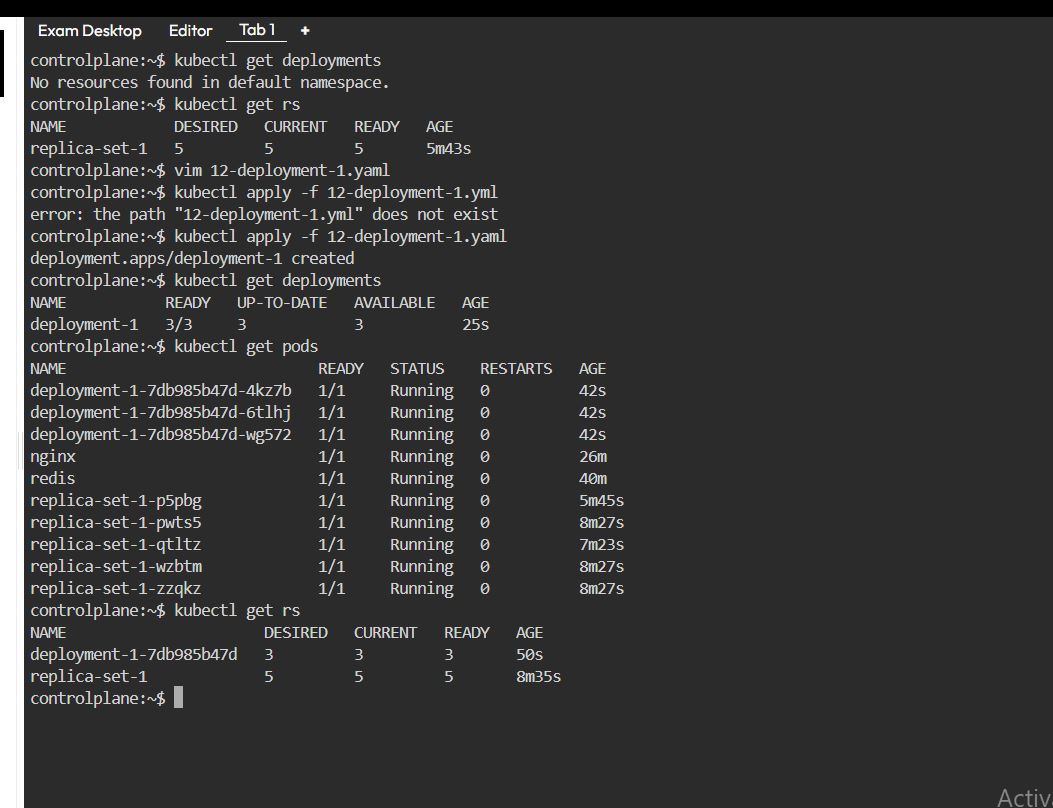 Exam Desktop Editor Tab 1 +
controlplane:~$ kubectl get deployments
No resources found in default namespace.
controlplane:~$ kubectl get rs
NAME            DESIRED   CURRENT   READY   AGE
replica-set-1   5         5         5       5m43s
controlplane:~$ vim 12-deployment-1.yaml
controlplane:~$ kubectl apply -f 12-deployment-1.yml
error: the path "12-deployment-1.yml" does not exist
controlplane:~$ kubectl apply -f 12-deployment-1.yaml
deployment.apps/deployment-1 created
controlplane:~$ kubectl get deployments
NAME           READY   UP-TO-DATE   AVAILABLE   AGE
deployment-1   3/3     3            3           25s
controlplane:~$ kubectl get pods
NAME                            READY   STATUS    RESTARTS   AGE
deployment-1-7db985b47d-4kz7b   1/1     Running   0          42s
deployment-1-7db985b47d-6tlhj   1/1     Running   0          42s
deployment-1-7db985b47d-wg572   1/1     Running   0          42s
nginx                           1/1     Running   0          26m
redis                           1/1     Running   0          40m
replica-set-1-p5pbg             1/1     Running   0          5m45s
replica-set-1-pwts5             1/1     Running   0          8m27s
replica-set-1-qtltz             1/1     Running   0          7m23s
replica-set-1-wzbtm             1/1     Running   0          8m27s
replica-set-1-zzqkz             1/1     Running   0          8m27s
controlplane:~$ kubectl get rs
NAME                      DESIRED   CURRENT   READY   AGE
deployment-1-7db985b47d   3         3         3       50s
replica-set-1             5         5         5       8m35s
controlplane:~$
Activ